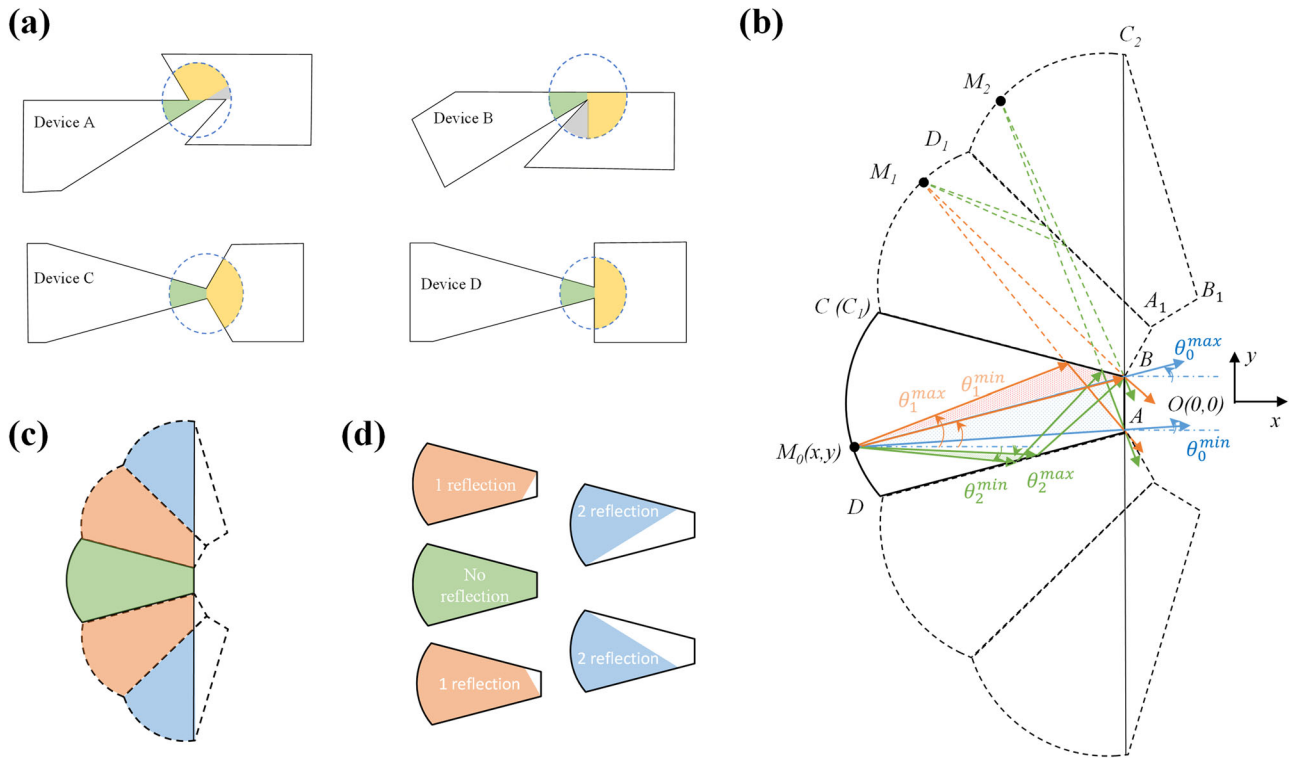 (a)
Device A
Device B
Device C
Device D
(b)
C₂
M₂
D₁
M₁
A₁
B₁
C (C₁)
B
θ₀ᵐᵃˣ
y
x
θ₁ᵐᵃˣ
θ₁ᵐⁱⁿ
O(0,0)
A
M₀(x,y)
θ₀ᵐⁱⁿ
θ₂ᵐⁱⁿ
θ₂ᵐᵃˣ
D
(c)
(d)
1 reflection
2 reflection
No
reflection
1 reflection
2 reflection